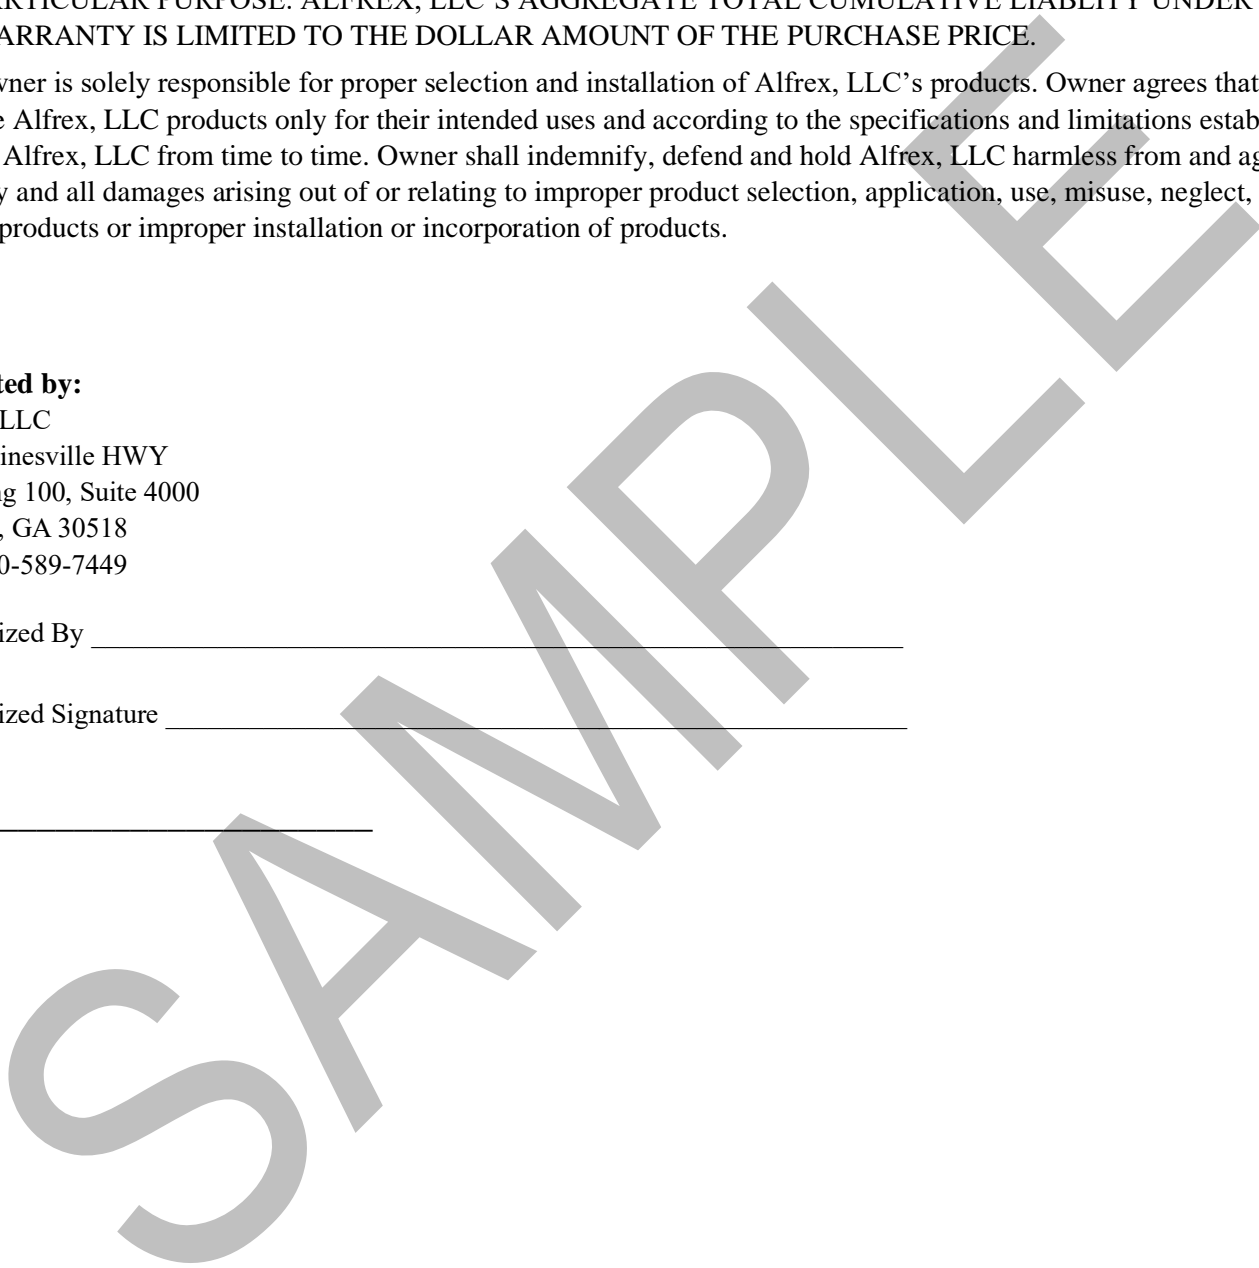 ARTICULAR PURPOSE. ALFREX, LLC'S AGGREGATE TOTAL CUMULATIVE LIABLITY UNDER
ARRANTY IS LIMITED TO THE DOLLAR AMOUNT OF THE PURCHASE PRICE.
wner is solely responsible for proper selection and installation of Alfrex, LLC’s products. Owner agrees that
e Alfrex, LLC products only for their intended uses and according to the specifications and limitations estab
Alfrex, LLC from time to time. Owner shall indemnify, defend and hold Alfrex, LLC harmless from and ag
y and all damages arising out of or relating to improper product selection, application, use, misuse, neglect,
products or improper installation or incorporation of products.
ted by:
LLC
inesville HWY
ng 100, Suite 4000
, GA 30518
0-589-7449
ized By
ized Signature
SAMPLE